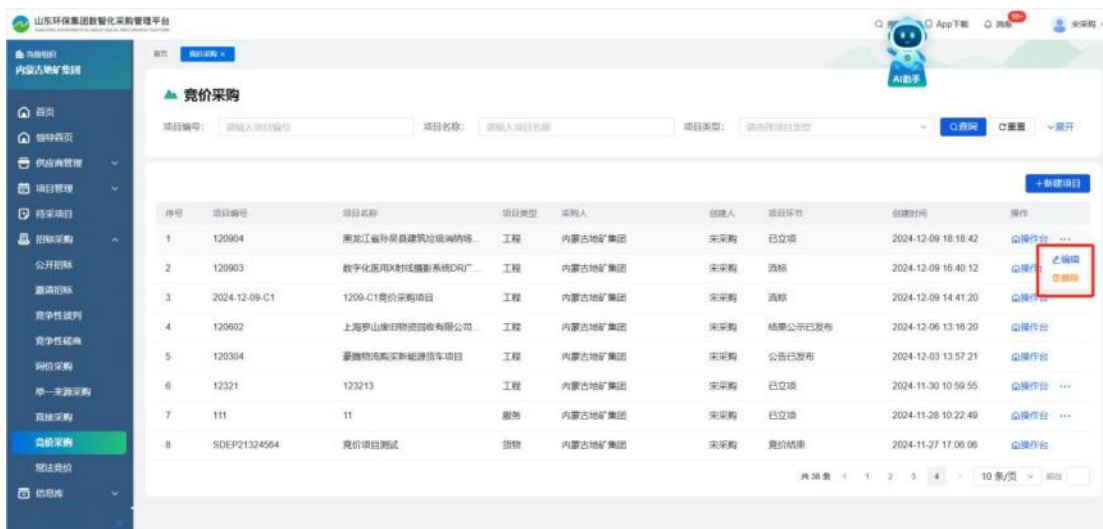 山东环保集团数智化采购管理平台
App下载 消息 99+ 宋采购
AI助手
内蒙古地矿集团
首页 竞价采购 ×
竞价采购
首页
领导首页
供应商管理
项目管理
待采项目
招标采购
公开招标
邀请招标
竞争性谈判
竞争性磋商
询价采购
单一来源采购
直接采购
竞价采购
信息库
项目编号: 请输入项目编号 项目名称: 请输入项目名称 项目类型: 请选择项目类型 查询 重置 展开
+新建项目
序号 项目编号 项目名称 项目类型 采购人 创建人 项目环节 创建时间 操作
1 120904 黑龙江省孙吴县建筑垃圾消纳场... 工程 内蒙古地矿集团 宋采购 已立项 2024-12-09 18:18:42 操作台 ...
编辑
删除
2 120903 数字化医用X射线摄影系统DR广... 工程 内蒙古地矿集团 宋采购 流标 2024-12-09 16:40:12 操作台
3 2024-12-09-C1 1209-C1竞价采购项目 工程 内蒙古地矿集团 宋采购 流标 2024-12-09 14:41:20 操作台
4 120602 上海罗山废旧物资回收有限公司... 工程 内蒙古地矿集团 宋采购 结果公示已发布 2024-12-06 13:16:20 操作台
5 120304 豪腾物流购买新能源货车项目 工程 内蒙古地矿集团 宋采购 公告已发布 2024-12-03 13:57:21 操作台
6 12321 123213 工程 内蒙古地矿集团 宋采购 已立项 2024-11-30 10:59:55 操作台 ...
7 111 11 服务 内蒙古地矿集团 宋采购 已立项 2024-11-28 10:22:49 操作台 ...
8 SDEP21324564 竞价项目测试 货物 内蒙古地矿集团 宋采购 竞价结束 2024-11-27 17:06:06 操作台
共 38 条 < 1 2 3 4 > 10 条/页 前往